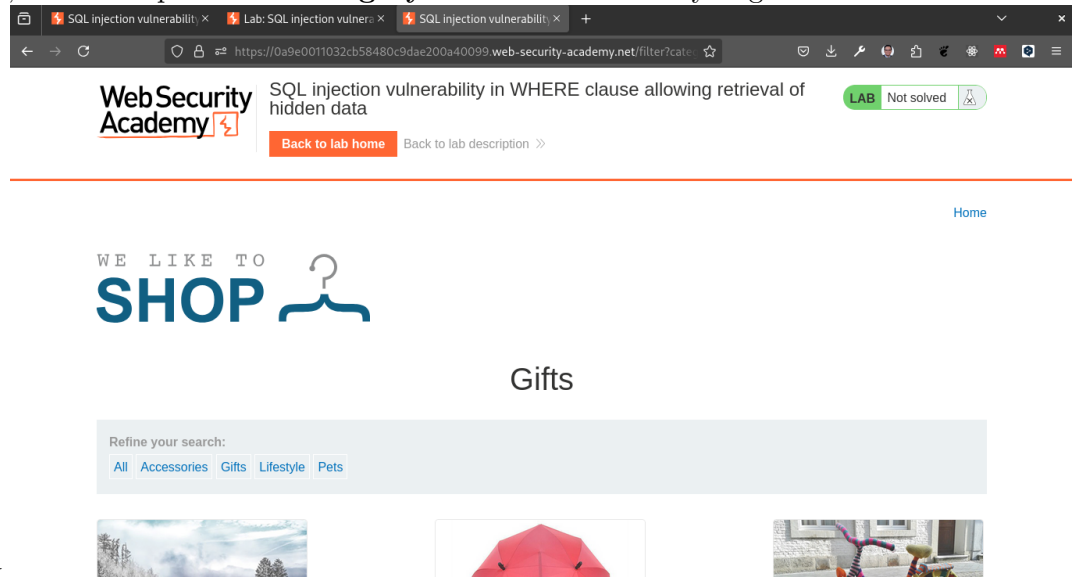 SQL injection vulnerability
Lab: SQL injection vulnera
SQL injection vulnerability
https://0a9e0011032cb58480c9dae200a40099.web-security-academy.net/filter?cate
Web Security
Academy
SQL injection vulnerability in WHERE clause allowing retrieval of
hidden data
LAB Not solved
Back to lab home
Back to lab description
Home
WE LIKE TO
SHOP
Gifts
Refine your search:
All Accessories Gifts Lifestyle Pets